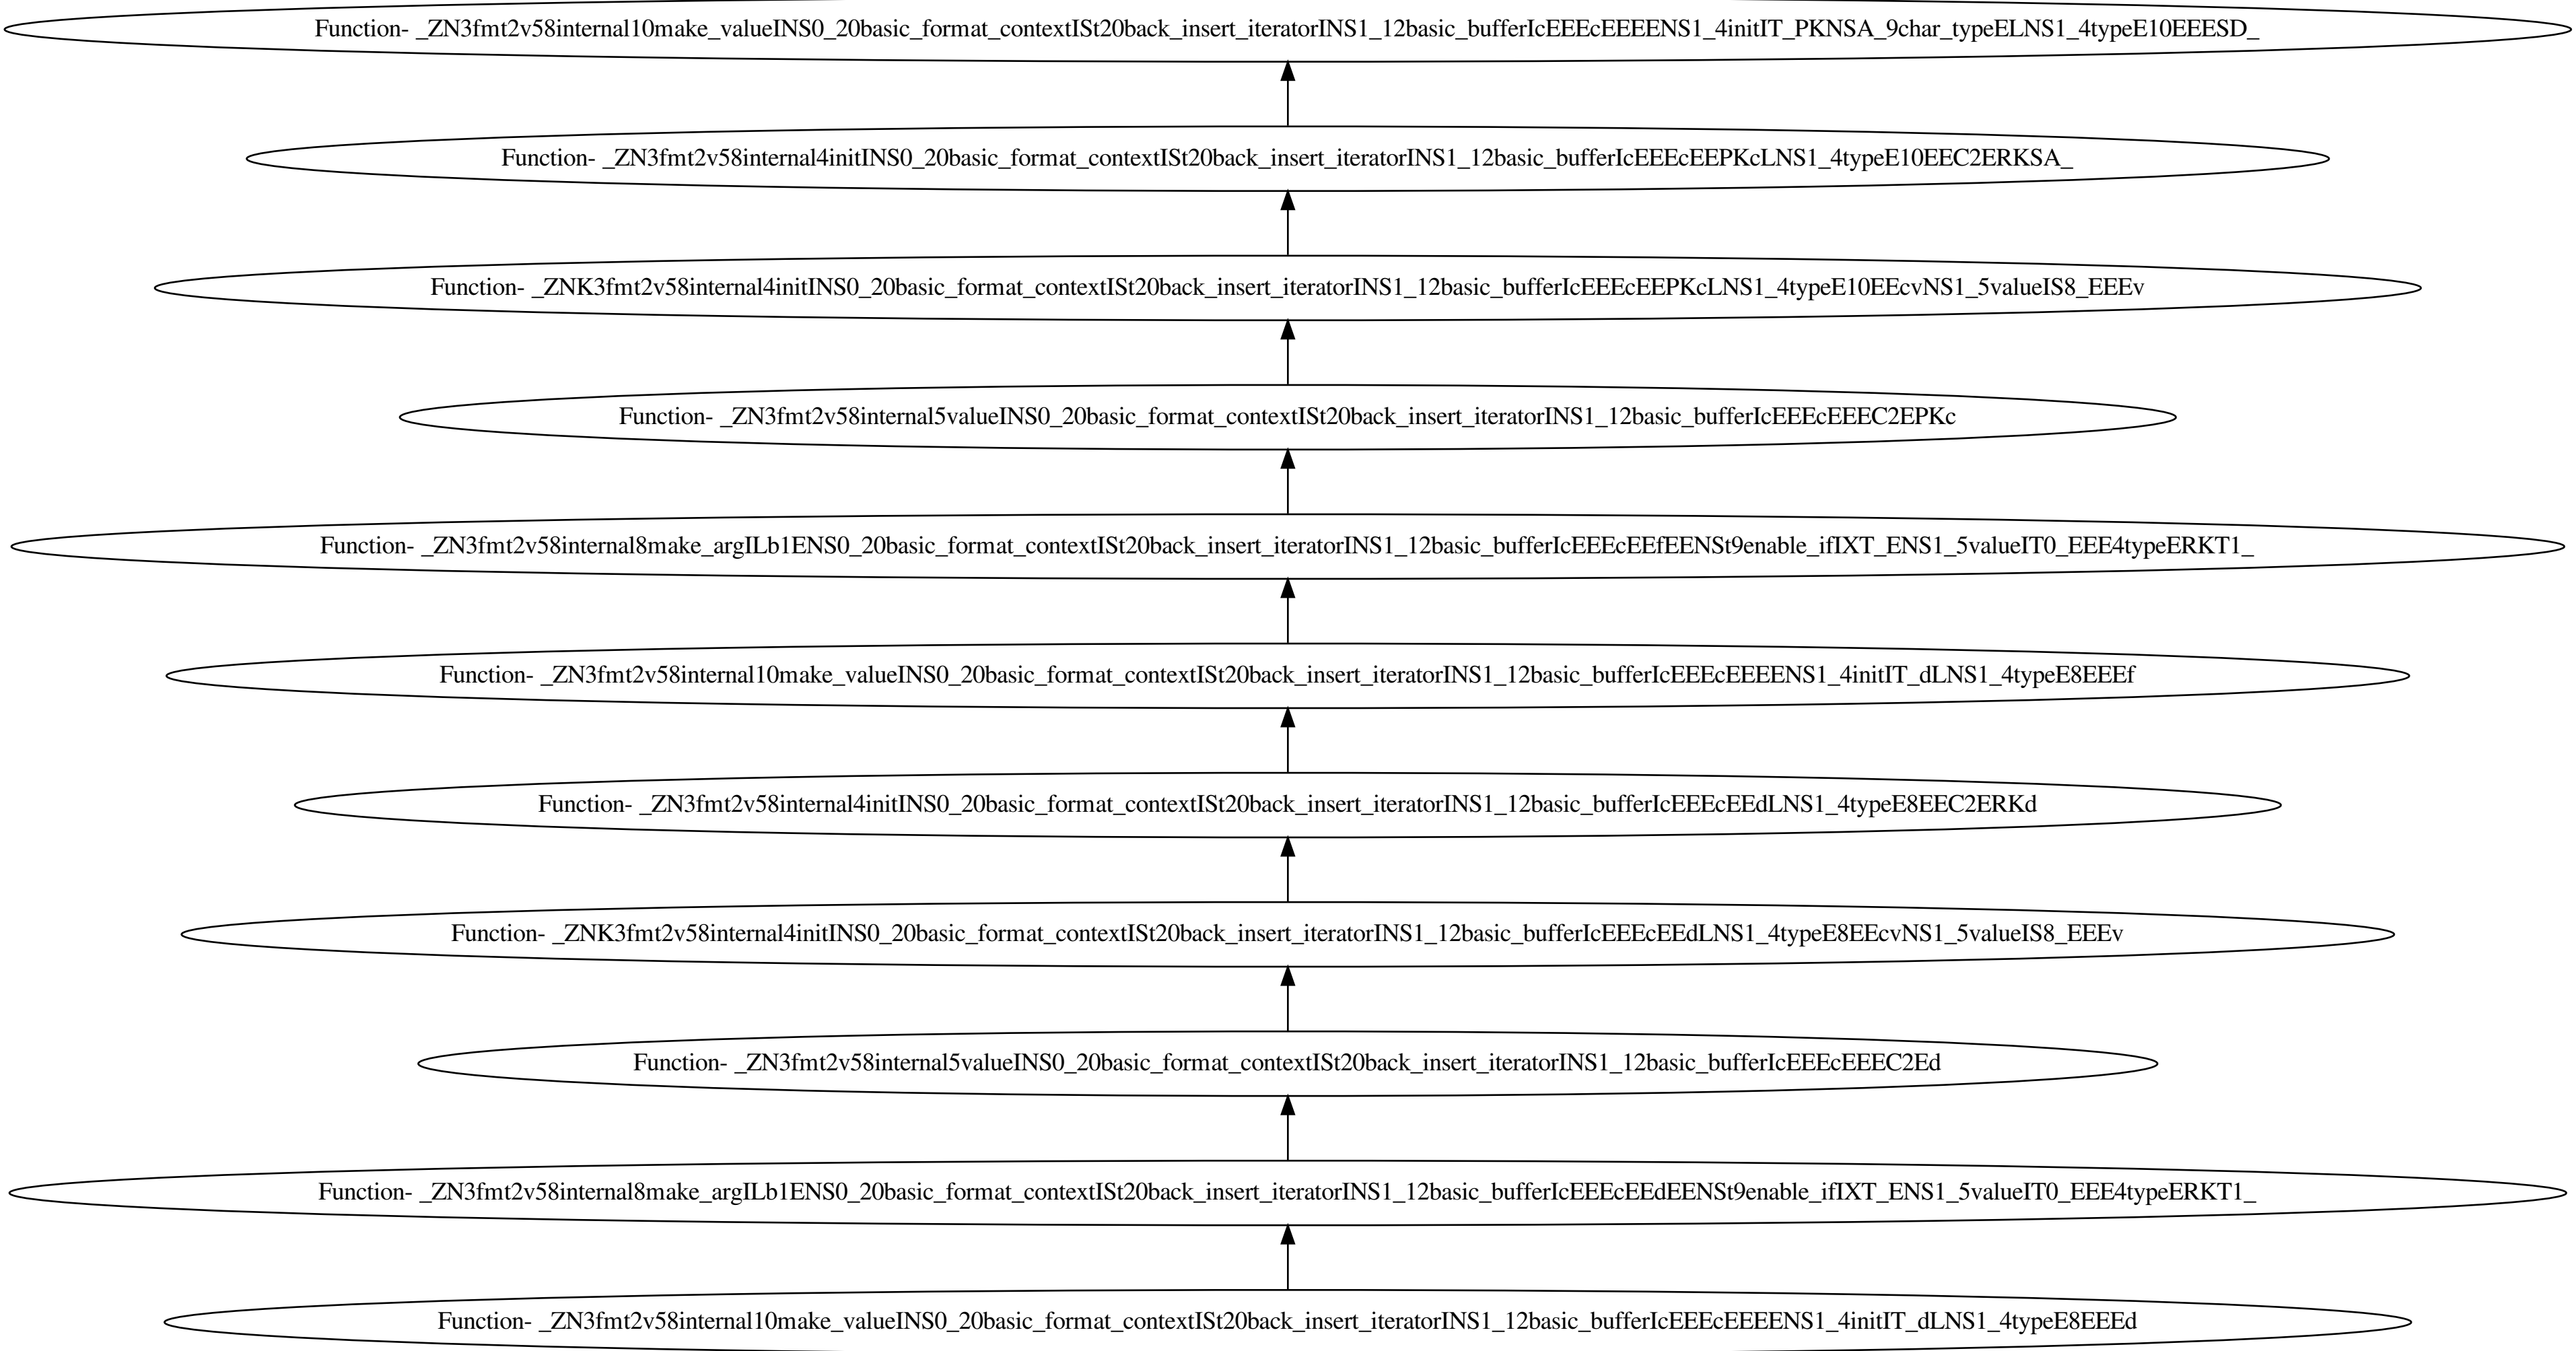 Function- _ZN3fmt2v58internal10make_valueINS0_20basic_format_contextISt20back_insert_iteratorINS1_12basic_bufferIcEEEcEEEENS1_4initIT_PKNSA_9char_typeELNS1_4typeE10EEESD_
Function- _ZN3fmt2v58internal4initINS0_20basic_format_contextISt20back_insert_iteratorINS1_12basic_bufferIcEEEcEEPKcLNS1_4typeE10EEC2ERKSA_
Function- _ZNK3fmt2v58internal4initINS0_20basic_format_contextISt20back_insert_iteratorINS1_12basic_bufferIcEEEcEEPKcLNS1_4typeE10EEcvNS1_5valueIS8_EEEv
Function- _ZN3fmt2v58internal5valueINS0_20basic_format_contextISt20back_insert_iteratorINS1_12basic_bufferIcEEEcEEEC2EPKc
Function- _ZN3fmt2v58internal8make_argILb1ENS0_20basic_format_contextISt20back_insert_iteratorINS1_12basic_bufferIcEEEcEEfEENSt9enable_ifIXT_ENS1_5valueIT0_EEE4typeERKT1_
Function- _ZN3fmt2v58internal10make_valueINS0_20basic_format_contextISt20back_insert_iteratorINS1_12basic_bufferIcEEEcEEEENS1_4initIT_dLNS1_4typeE8EEEf
Function- _ZN3fmt2v58internal4initINS0_20basic_format_contextISt20back_insert_iteratorINS1_12basic_bufferIcEEEcEEdLNS1_4typeE8EEC2ERKd
Function- _ZNK3fmt2v58internal4initINS0_20basic_format_contextISt20back_insert_iteratorINS1_12basic_bufferIcEEEcEEdLNS1_4typeE8EEcvNS1_5valueIS8_EEEv
Function- _ZN3fmt2v58internal5valueINS0_20basic_format_contextISt20back_insert_iteratorINS1_12basic_bufferIcEEEcEEEC2Ed
Function- _ZN3fmt2v58internal8make_argILb1ENS0_20basic_format_contextISt20back_insert_iteratorINS1_12basic_bufferIcEEEcEEdEENSt9enable_ifIXT_ENS1_5valueIT0_EEE4typeERKT1_
Function- _ZN3fmt2v58internal10make_valueINS0_20basic_format_contextISt20back_insert_iteratorINS1_12basic_bufferIcEEEcEEEENS1_4initIT_dLNS1_4typeE8EEEd